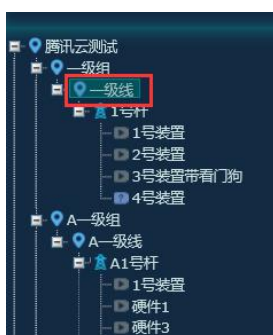 腾讯云测试
一级组
一级线
1号杆
1号装置
2号装置
3号装置带看门狗
4号装置
A一级组
A一级线
A1号杆
1号装置
硬件1
硬件3